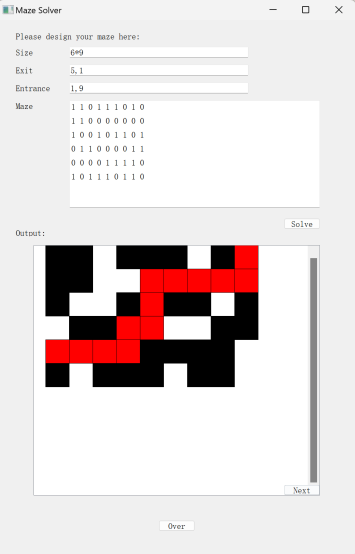 Maze Solver
Please design your maze here:
Size 6*9
Exit 5,1
Entrance 1,9
Maze 1 1 0 1 1 1 0 1 0
1 1 0 0 0 0 0 0 0
1 0 0 1 0 1 1 0 1
0 1 1 0 0 0 0 1 1
0 0 0 0 1 1 1 1 0
1 0 1 1 1 0 1 1 0
Solve
Output:
Next
Over